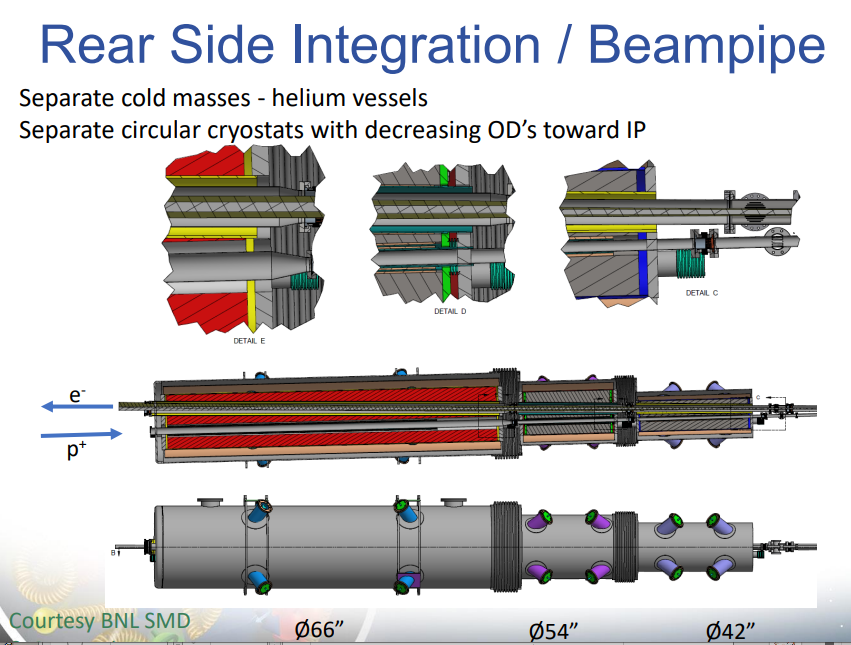 Rear Side Integration / Beampipe
Separate cold masses - helium vessels
Separate circular cryostats with decreasing OD’s toward IP
DETAIL E
DETAIL D
DETAIL C
e-
p+
C
B
Courtesy BNL SMD
Ø66”
Ø54”
Ø42”